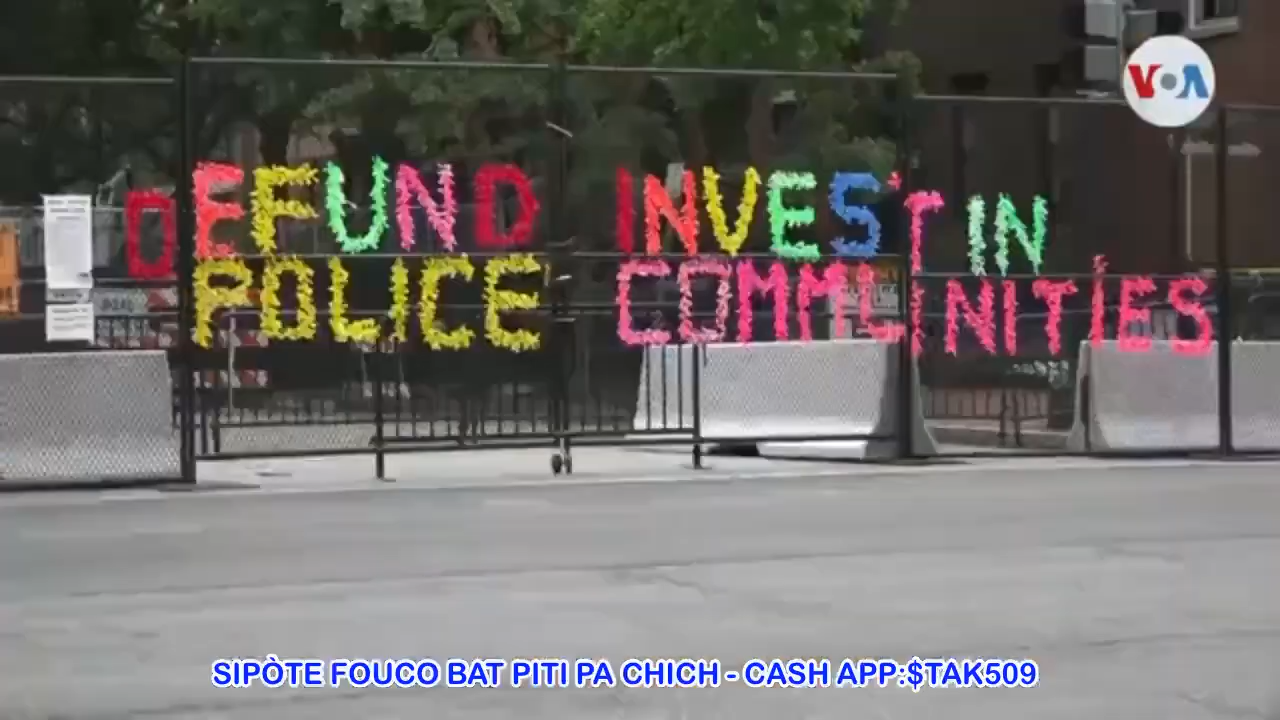 VOA
DEFUND INVEST IN
POLICE COMMUNITIES
SIPÒTE FOUCO BAT PITI PA CHICH - CASH APP:$TAK509